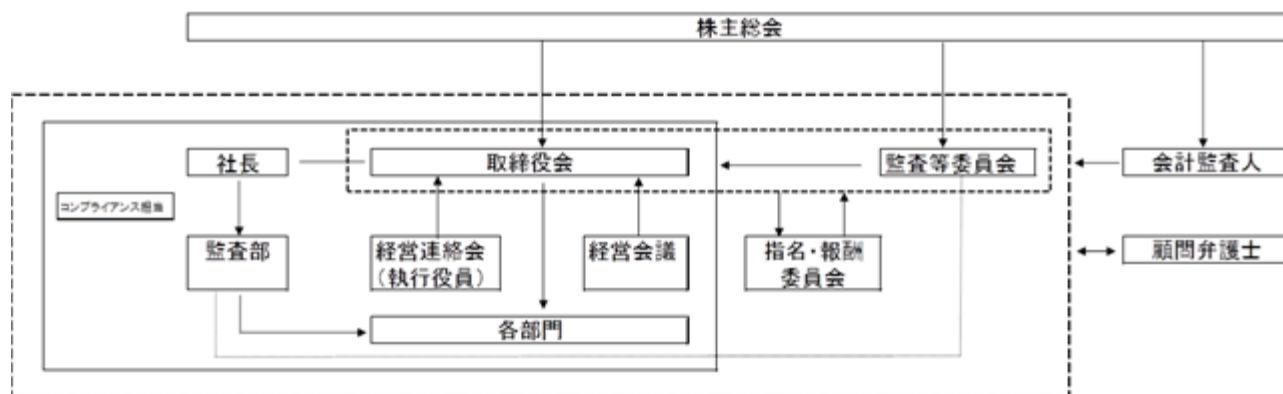 株主総会
社長
取締役会
監査等委員会
会計監査人
コンプライアンス担当
監査部
経営連絡会
（執行役員）
経営会議
指名・報酬
委員会
顧問弁護士
各部門